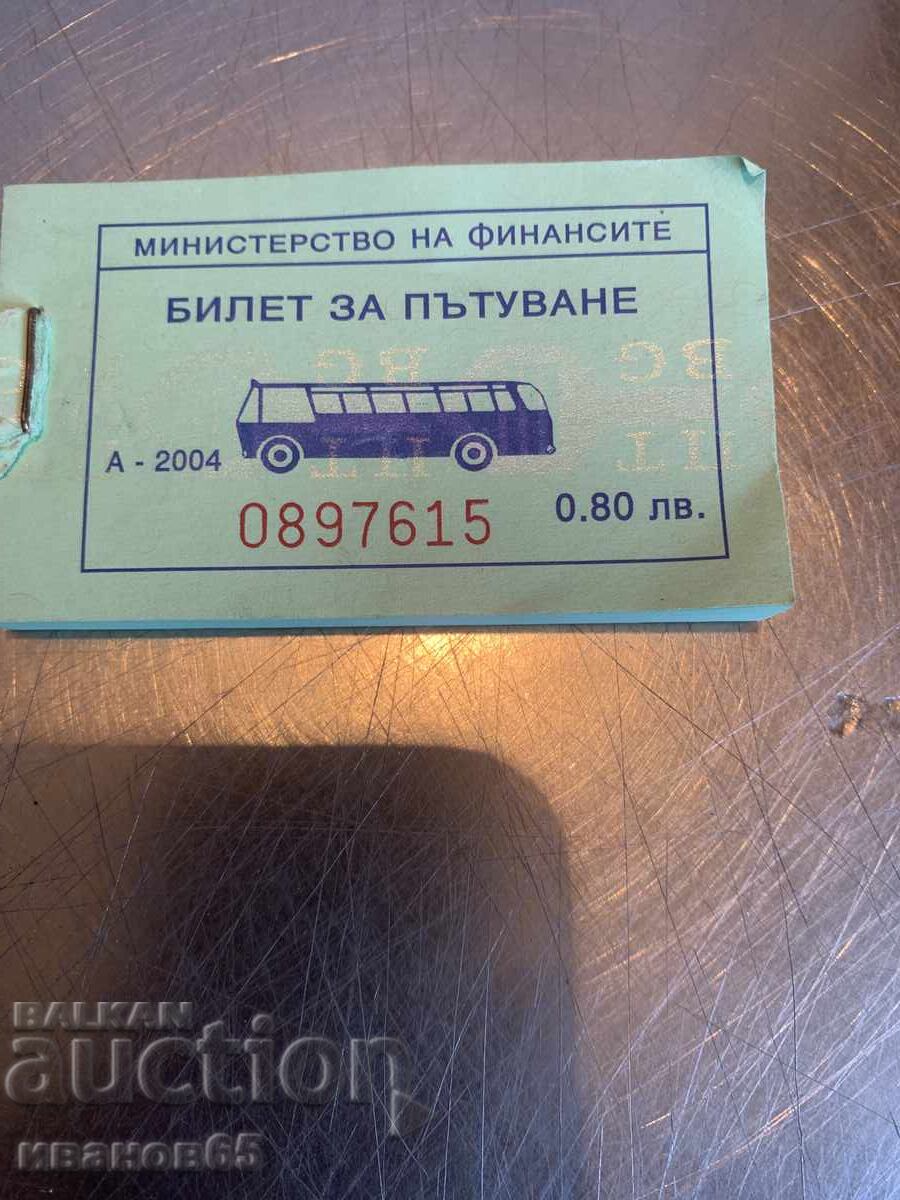 МИНИСТЕРСТВО НА ФИНАНСИТЕ
БИЛЕТ ЗА ПЪТУВАНЕ
А - 2004
0897615
0.80 лв.
BALKAN
auction
иванов65